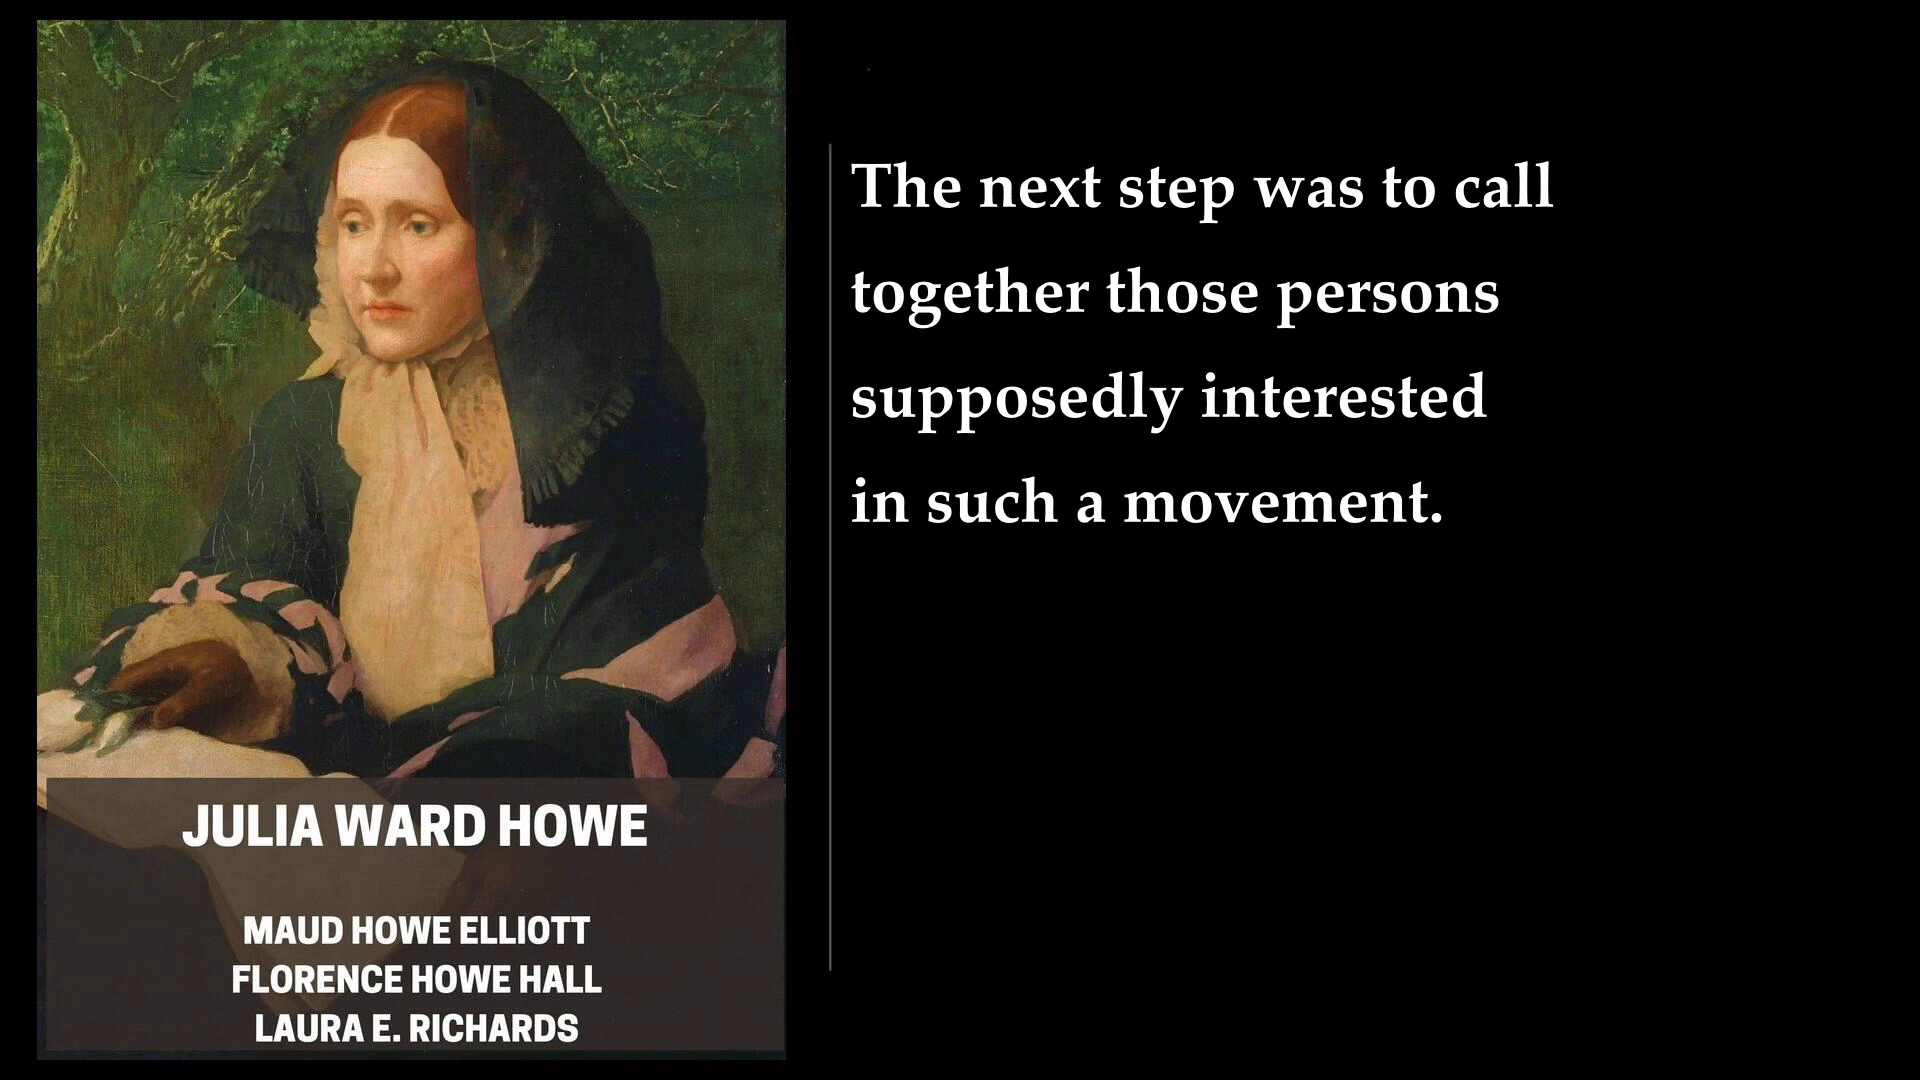 The next step was to call
together those persons
supposedly interested
in such a movement.
JULIA WARD HOWE
MAUD HOWE ELLIOTT
FLORENCE HOWE HALL
LAURA E. RICHARDS